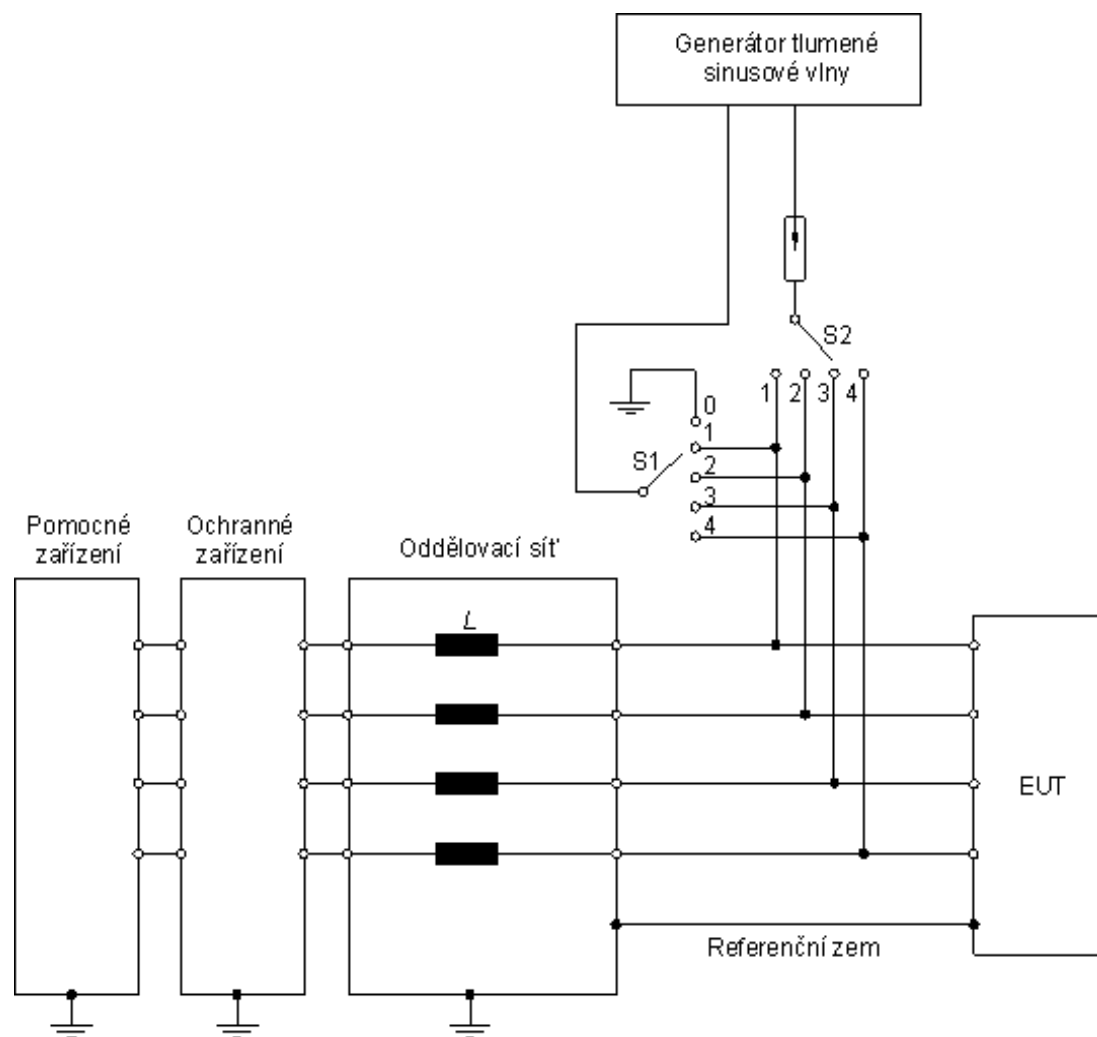 Generátor tlumené
sinusové vlny
S2
1 2 3 4
0
1
S1
2
3
4
Pomocné
zařízení
Ochranné
zařízení
Oddělovací síť
L
EUT
Referenční zem